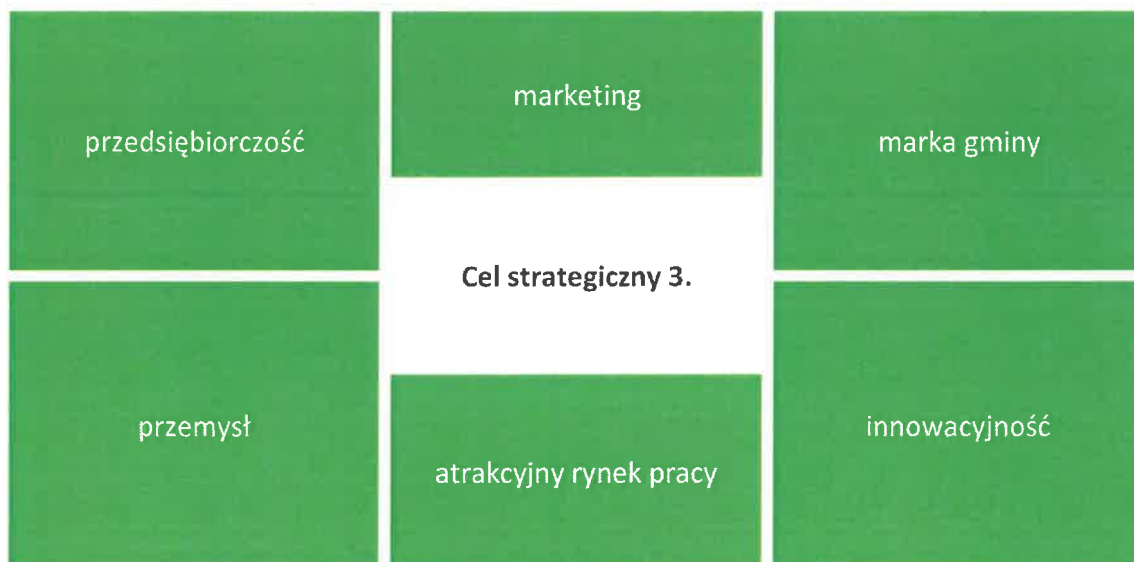 przedsiębiorczość
marketing
marka gminy
Cel strategiczny 3.
przemysł
atrakcyjny rynek pracy
innowacyjność